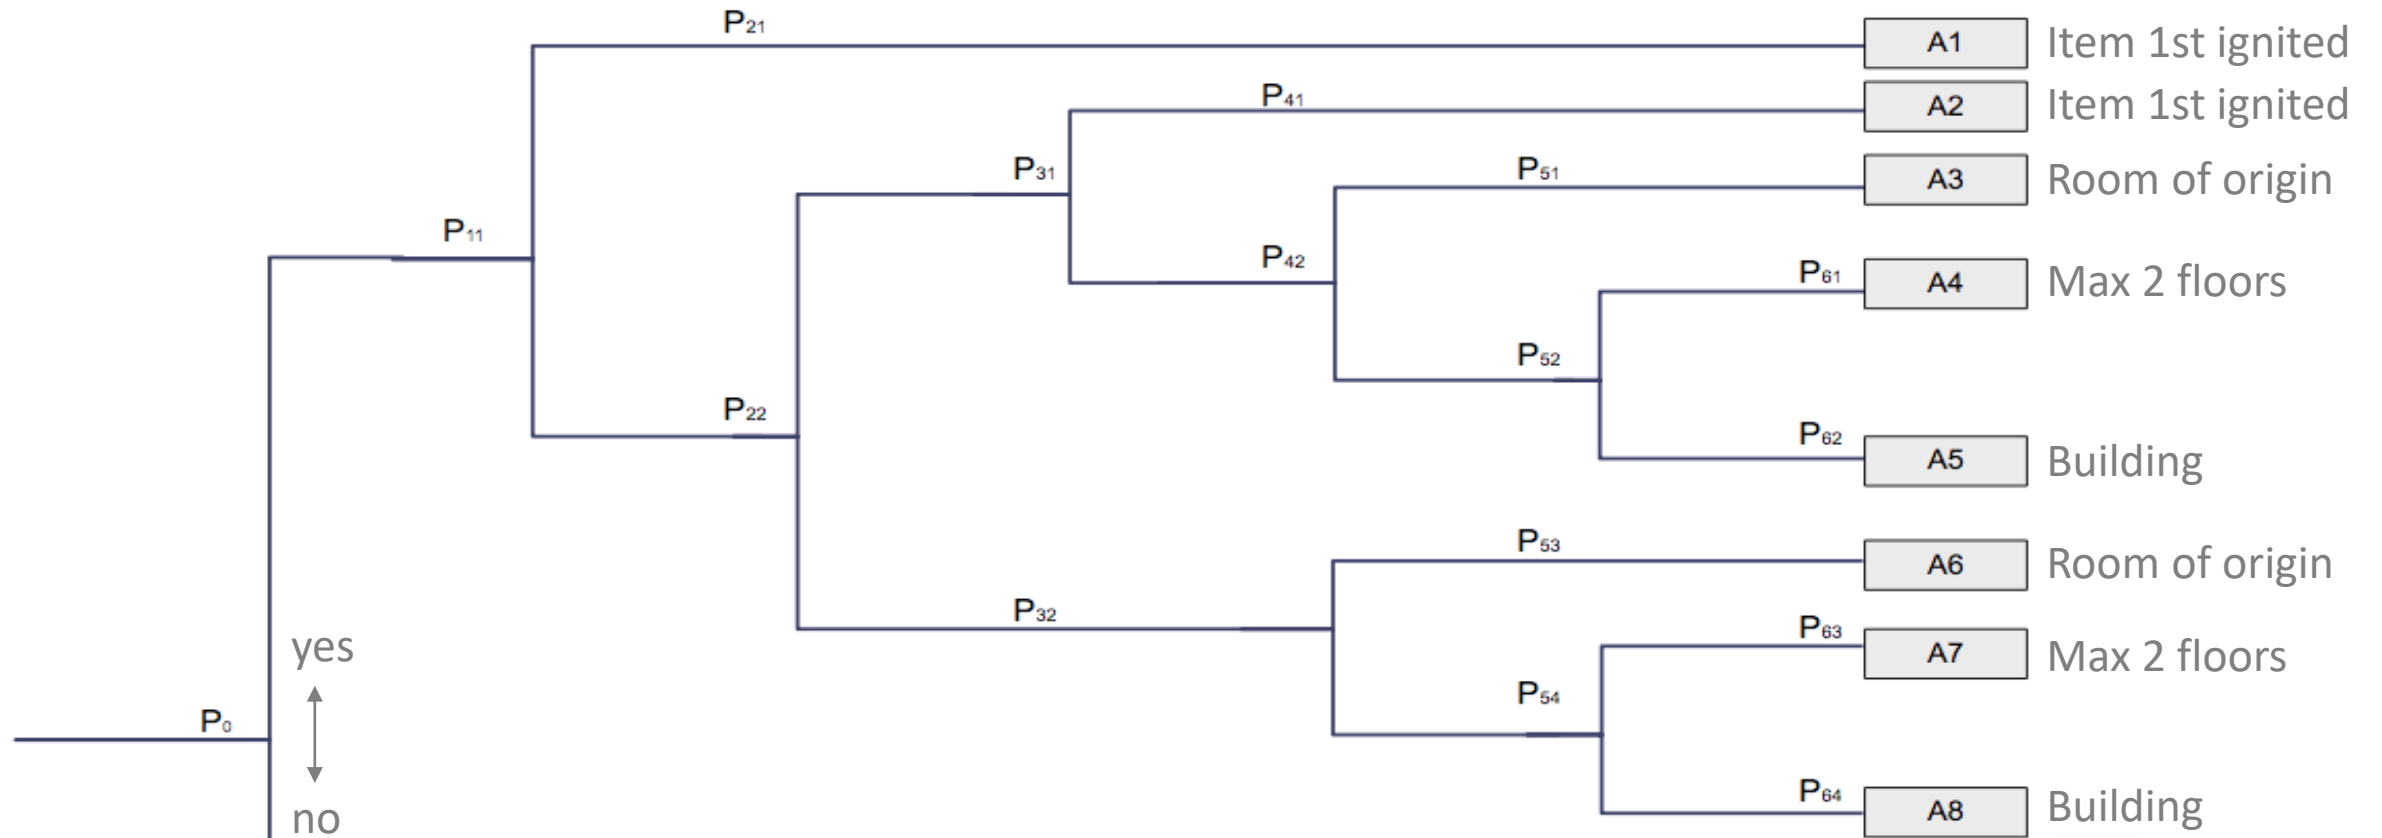 P21
A1 Item 1st ignited
P41
A2 Item 1st ignited
P31
P51
A3 Room of origin
P11
P42
P61
A4 Max 2 floors
P52
P22
P62
A5 Building
P53
A6 Room of origin
P32
P63
A7 Max 2 floors
yes
P54
P0
P64
A8 Building
no